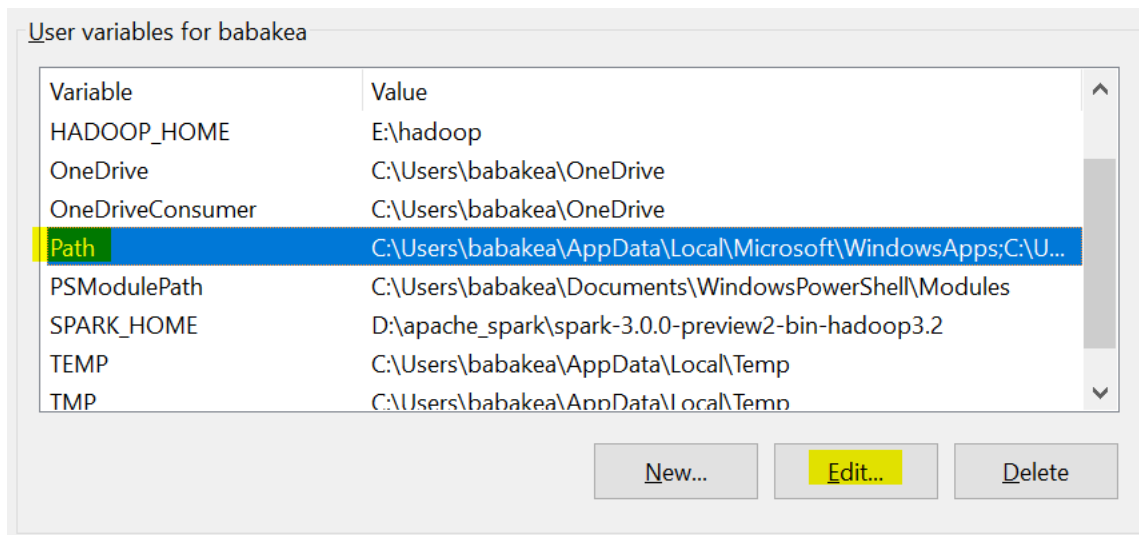 User variables for babakea
Variable Value
HADOOP_HOME E:\hadoop
OneDrive C:\Users\babakea\OneDrive
OneDriveConsumer C:\Users\babakea\OneDrive
Path C:\Users\babakea\AppData\Local\Microsoft\WindowsApps;C:\U...
PSModulePath C:\Users\babakea\Documents\WindowsPowerShell\Modules
SPARK_HOME D:\apache_spark\spark-3.0.0-preview2-bin-hadoop3.2
TEMP C:\Users\babakea\AppData\Local\Temp
TMP C:\Users\babakea\AppData\Local\Temp
New... Edit... Delete